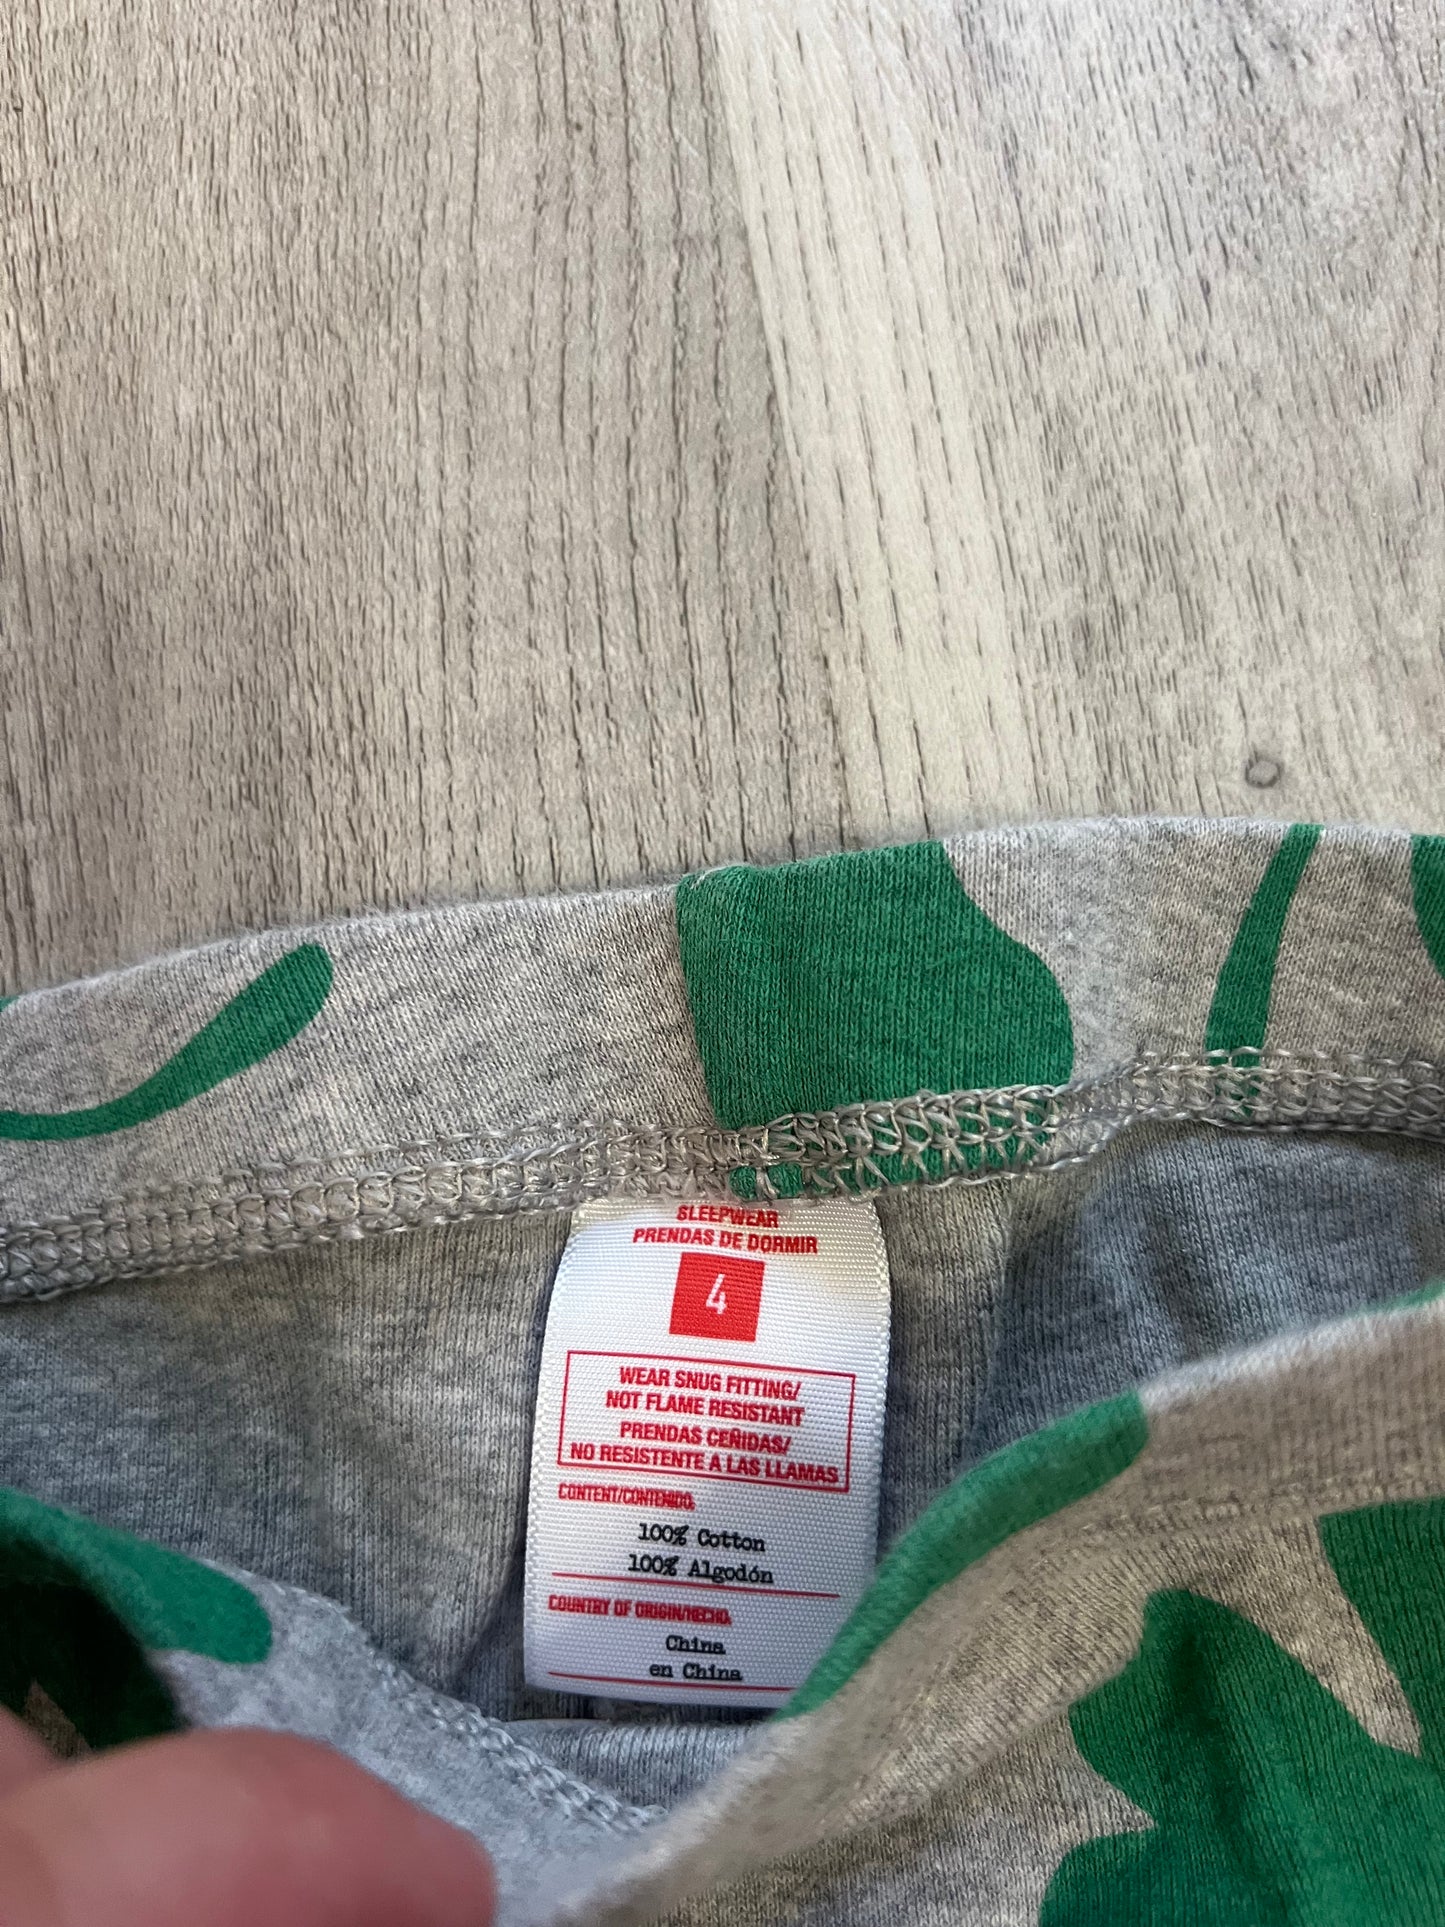 SLEEPWEAR
PRENDAS DE DORMIR
4
WEAR SNUG FITTING/
NOT FLAME RESISTANT
PRENDAS CEÑIDAS/
NO RESISTENTE A LAS LLAMAS
CONTENT/CONTENIDO:
100% Cotton
100% Algodón
COUNTRY OF ORIGIN/HECHO:
China
en China